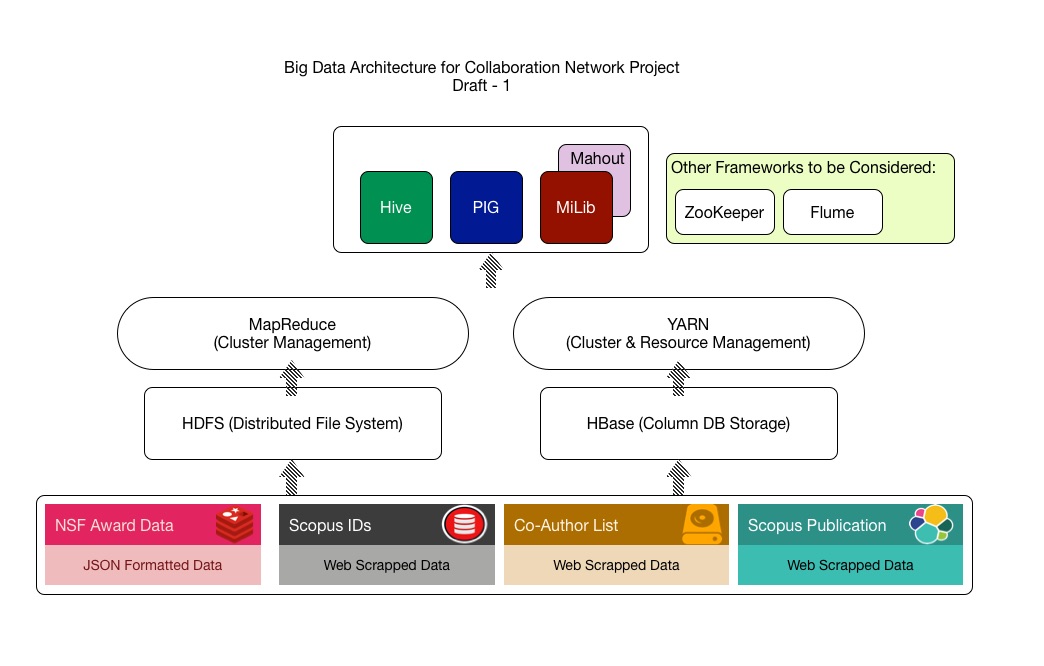 Big Data Architecture for Collaboration Network Project
Draft - 1
Mahout
Hive
PIG
MiLib
Other Frameworks to be Considered:
ZooKeeper
Flume
MapReduce
(Cluster Management)
YARN
(Cluster & Resource Management)
HDFS (Distributed File System)
HBase (Column DB Storage)
NSF Award Data
JSON Formatted Data
Scopus IDs
Web Scrapped Data
Co-Author List
Web Scrapped Data
Scopus Publication
Web Scrapped Data